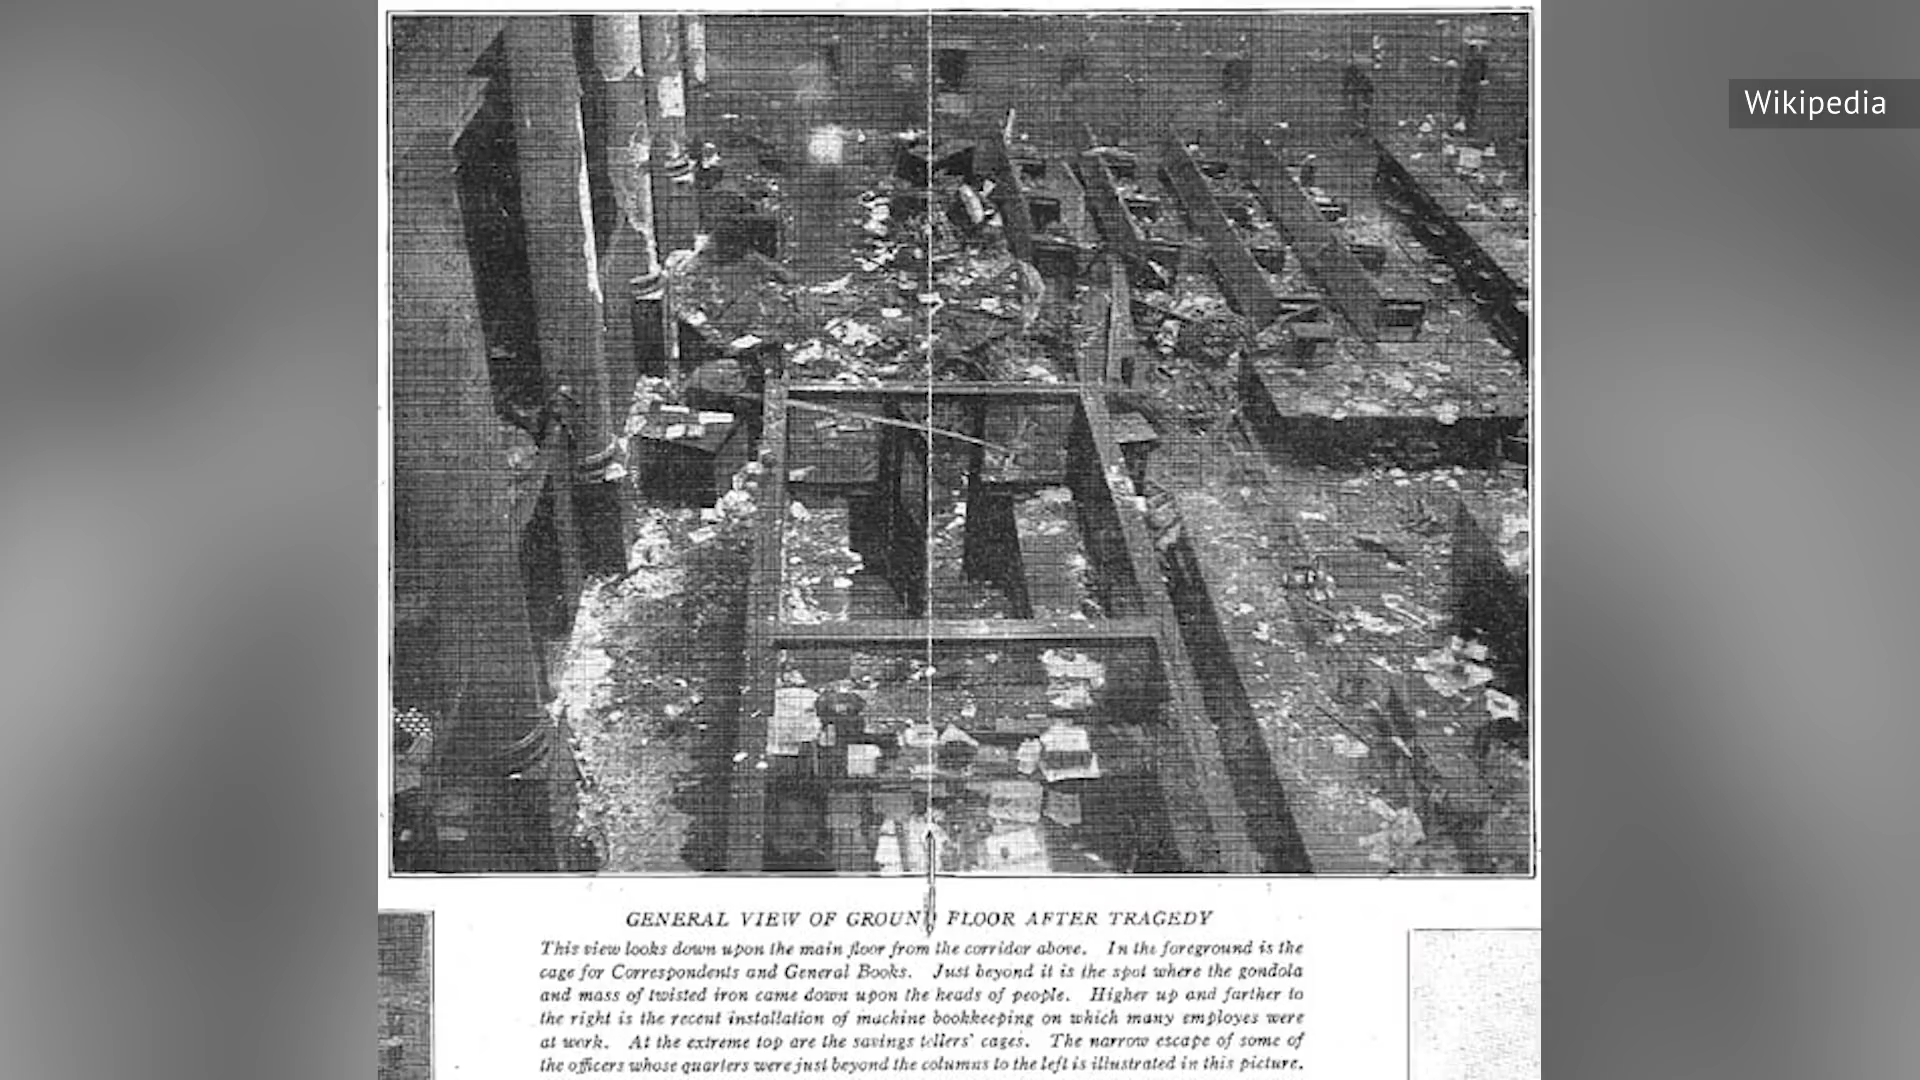 Wikipedia
GENERAL VIEW OF GROUND FLOOR AFTER TRAGEDY
This view looks down upon the main floor from the corridor above. In the foreground is the
cage for Correspondents and General Books. Just beyond it is the spot where the gondola
and mass of twisted iron came down upon the heads of people. Higher up and farther to
the right is the recent installation of machine bookkeeping on which many employes were
at work. At the extreme top are the savings tellers' cages. The narrow escape of some of
the officers whose quarters were just beyond the columns to the left is illustrated in this picture.